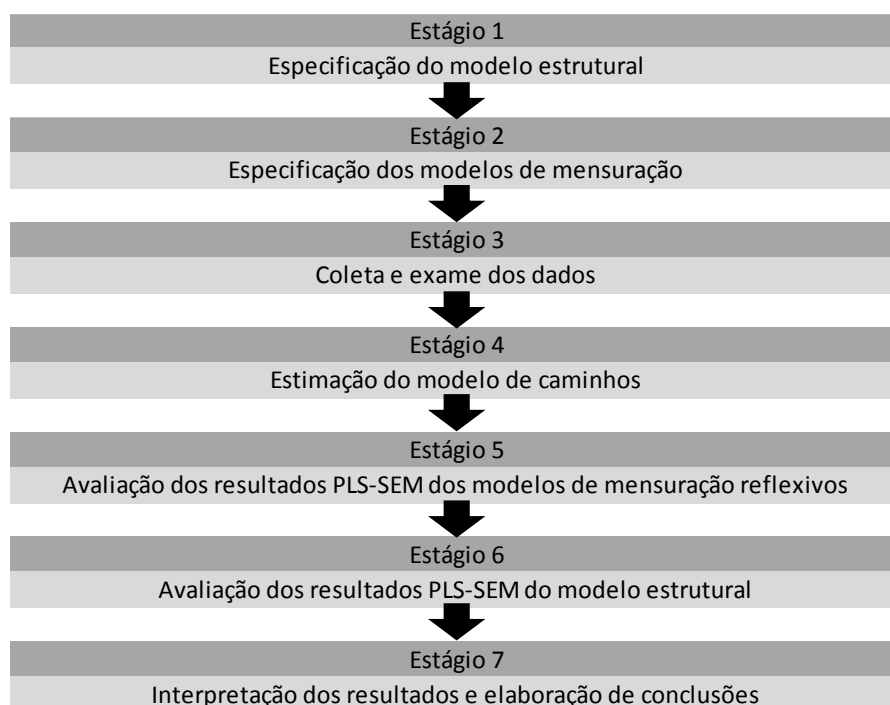 Estágio 1
Especificação do modelo estrutural
Estágio 2
Especificação dos modelos de mensuração
Estágio 3
Coleta e exame dos dados
Estágio 4
Estimação do modelo de caminhos
Estágio 5
Avaliação dos resultados PLS-SEM dos modelos de mensuração reflexivos
Estágio 6
Avaliação dos resultados PLS-SEM do modelo estrutural
Estágio 7
Interpretação dos resultados e elaboração de conclusões